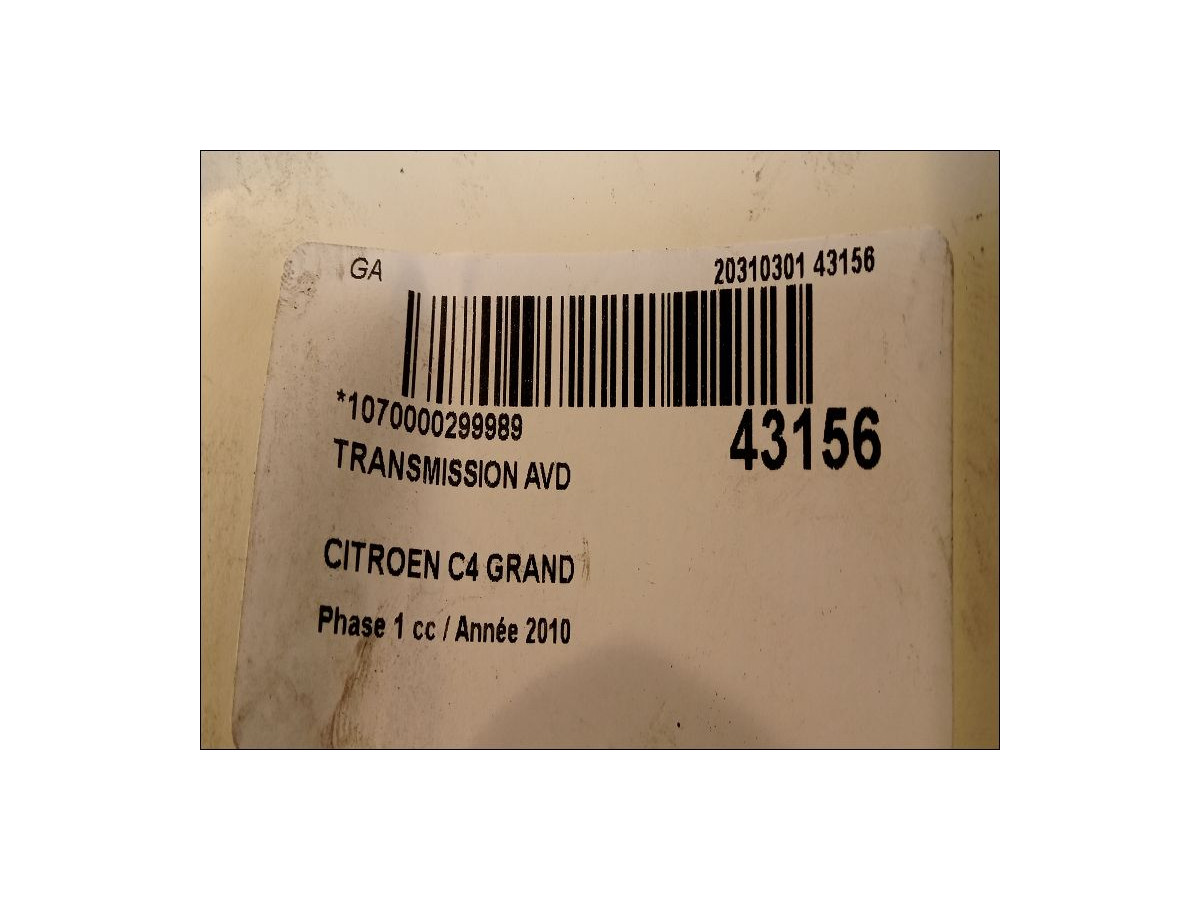 GA
20310301 43156
*1070000299989
43156
TRANSMISSION AVD
CITROEN C4 GRAND
Phase 1 cc / Année 2010